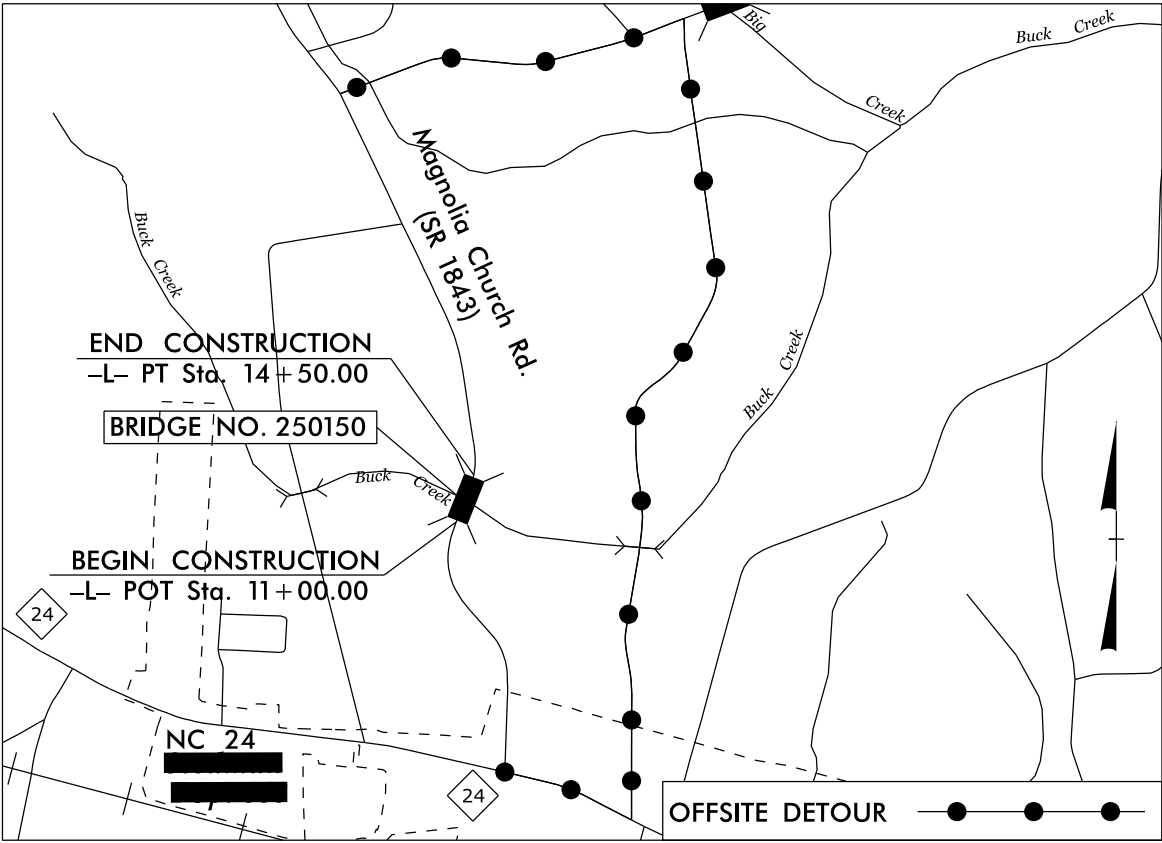 Big
Creek
Buck Creek
Magnolia Church Rd.
(SR 1843)
Buck Creek
END CONSTRUCTION
-L- PT Sta. 14+50.00
BRIDGE NO. 250150
Buck Creek
Buck Creek
BEGIN CONSTRUCTION
-L- POT Sta. 11+00.00
24
NC 24
24
OFFSITE DETOUR